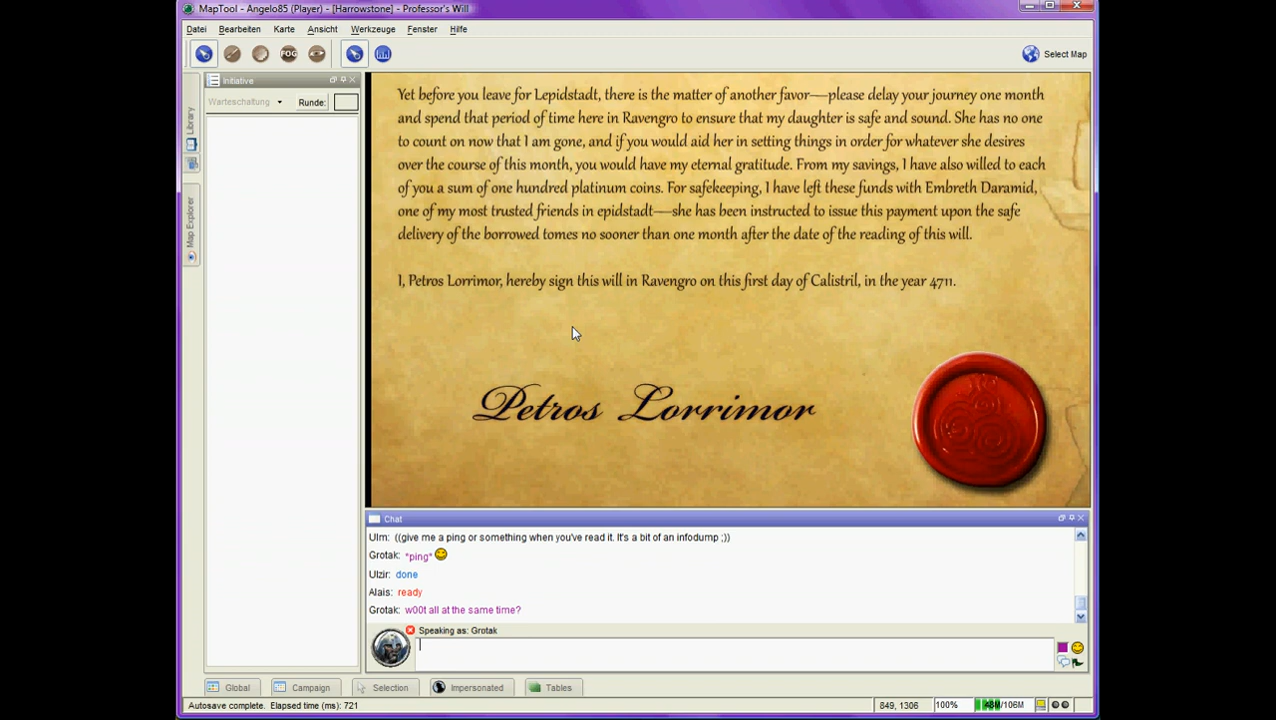 MapTool - Angelo85 (Player) - [Harrowstone] - Professor's Will
Datei Bearbeiten Karte Ansicht Werkzeuge Fenster Hilfe
FOG
Select Map
Initiative
Warteschaltung
Runde:
Library
Map Explorer
Yet before you leave for Lepidstadt, there is the matter of another favor—please delay your journey one month
and spend that period of time here in Ravengro to ensure that my daughter is safe and sound. She has no one
to count on now that I am gone, and if you would aid her in setting things in order for whatever she desires
over the course of this month, you would have my eternal gratitude. From my savings, I have also willed to each
of you a sum of one hundred platinum coins. For safekeeping, I have left these funds with Embreth Daramid,
one of my most trusted friends in epidstadt—she has been instructed to issue this payment upon the safe
delivery of the borrowed tomes no sooner than one month after the date of the reading of this will.
I, Petros Lorrimor, hereby sign this will in Ravengro on this first day of Calistril, in the year 4711.
Petros Lorrimor
Chat
Ulm: ((give me a ping or something when you've read it. It's a bit of an infodump ;))
Grotak: *ping*
Ulzir: done
Alais: ready
Grotak: w00t all at the same time?
Speaking as: Grotak
Global Campaign Selection Impersonated Tables
Autosave complete. Elapsed time (ms): 721
849, 1306
100%
48M/106M